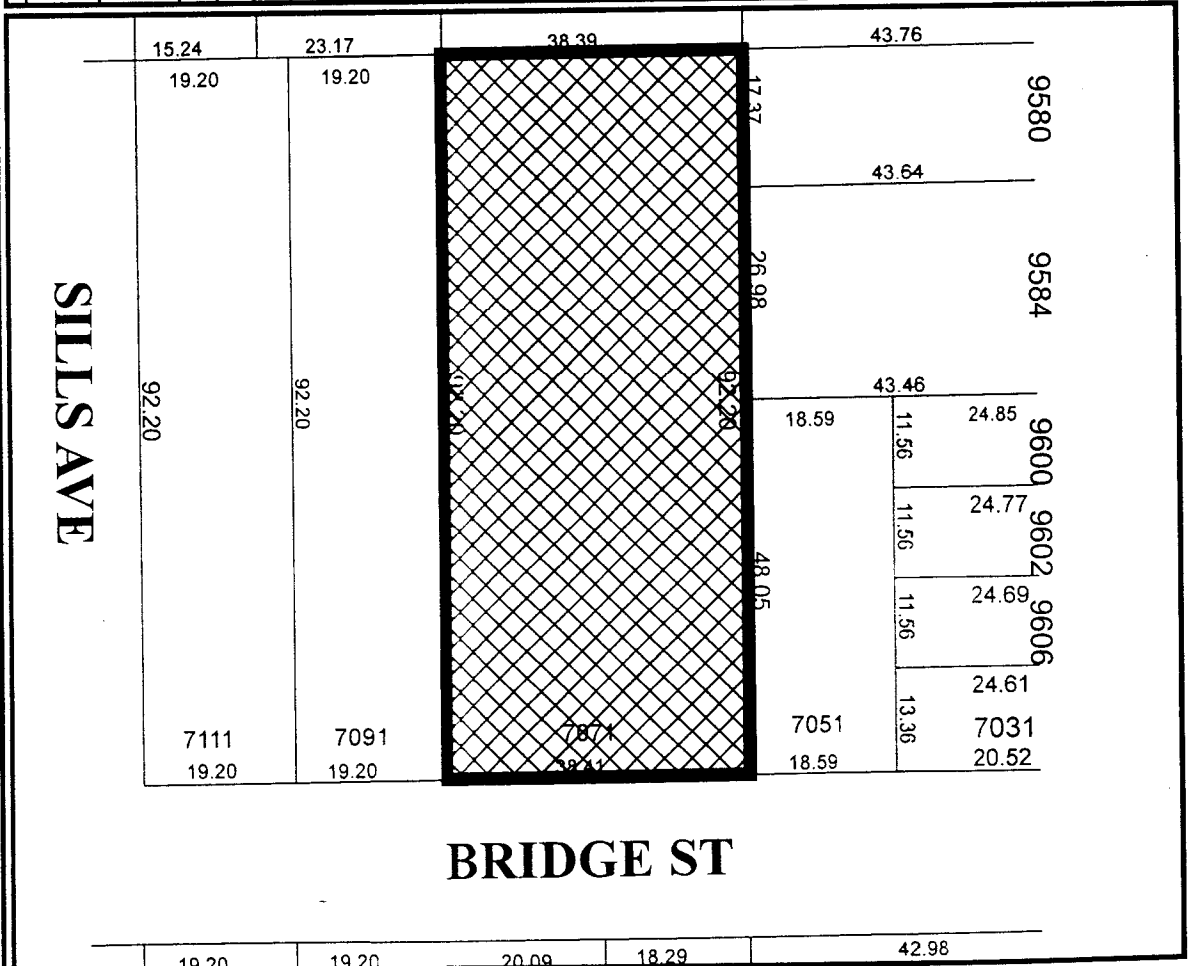 15.24 23.17 38.39 43.76
19.20 19.20
17.37
9580
43.64
26.98
9584
SILLS AVE
92.20 92.20 92.20 92.20
43.46
18.59 11.56 24.85 9600
11.56 24.77 9602
48.05
11.56 24.69 9606
24.61
13.36
7111 7091 7051 7031
19.20 19.20 38.41 18.59 20.52
BRIDGE ST
19.20 19.20 20.09 18.29 42.98